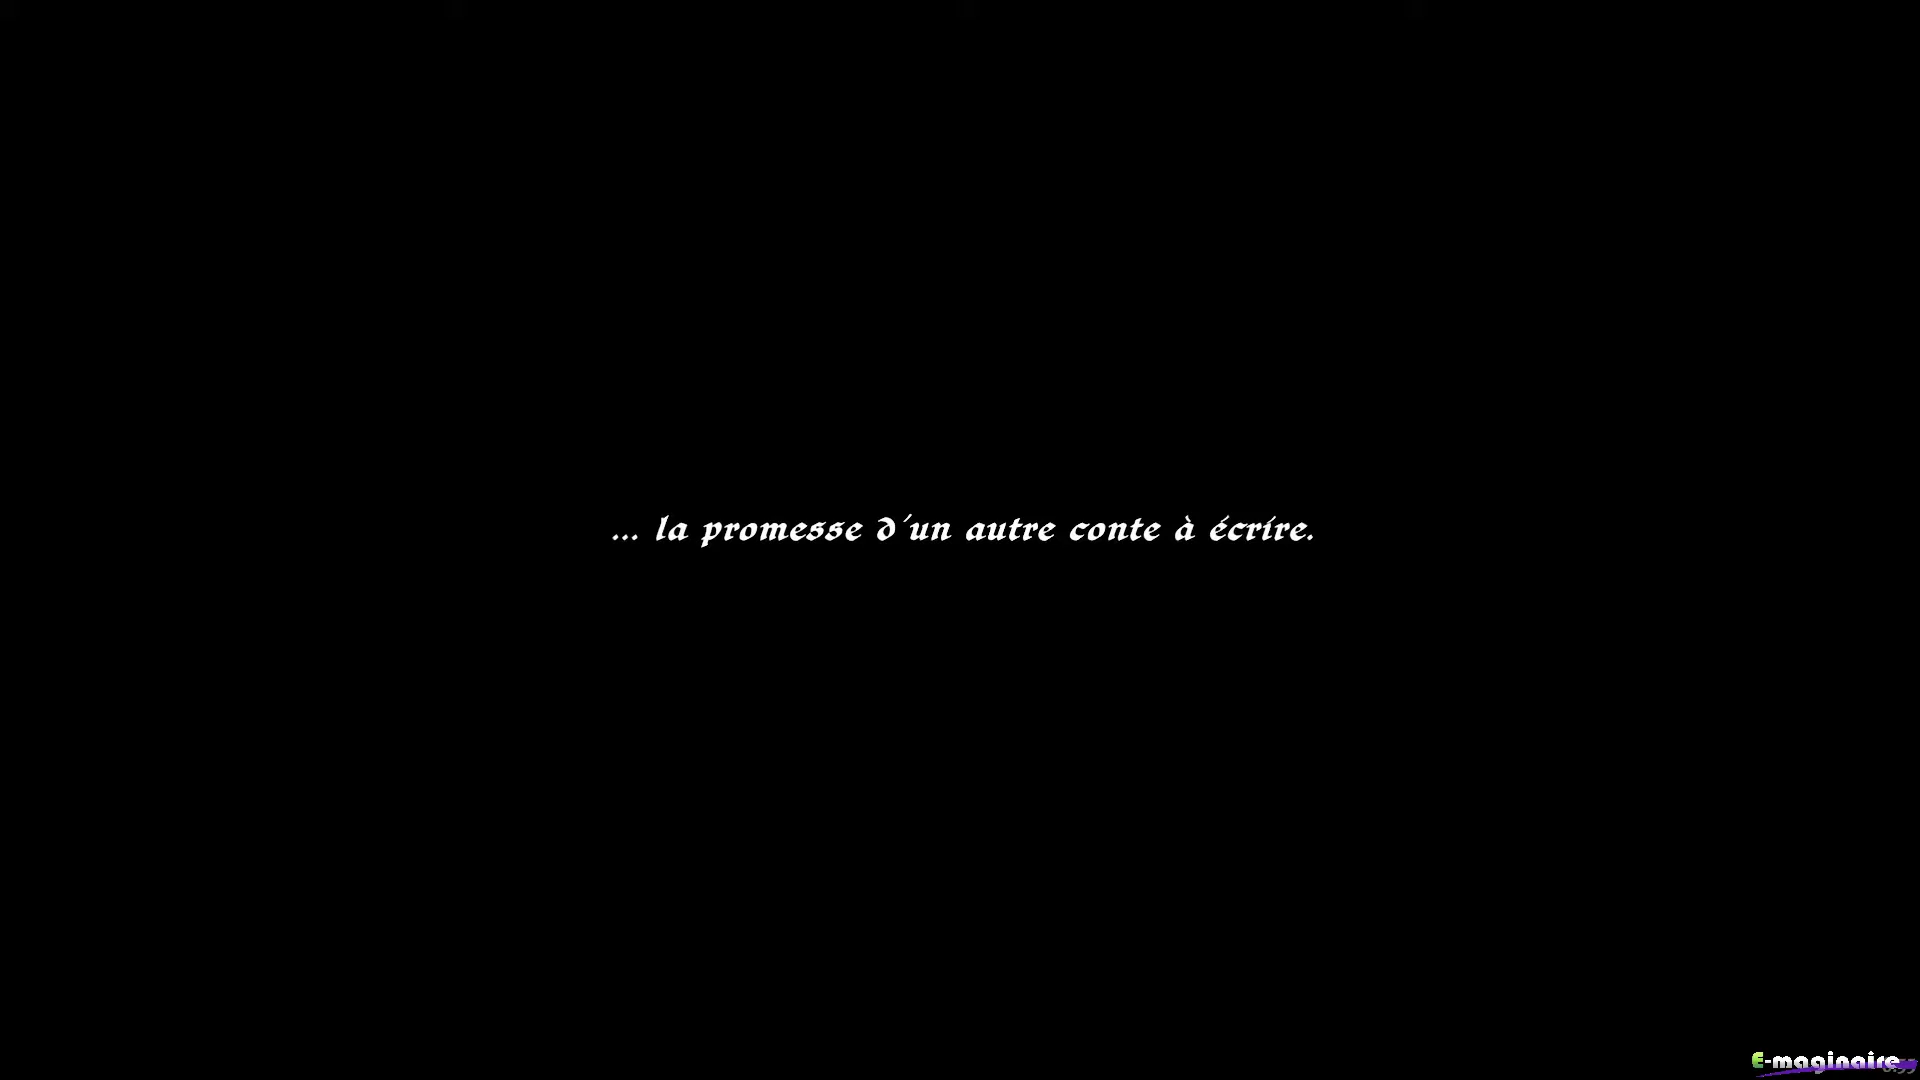 ... la promesse d'un autre conte à écrire.
E-maginaire